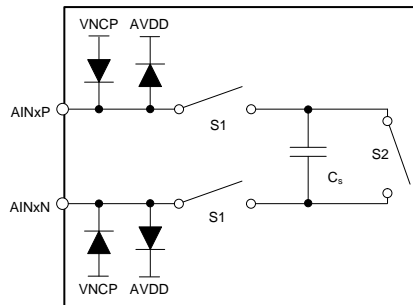 VNCP AVDD
AINxP
S1
S2
Cs
AINxN
S1
VNCP AVDD